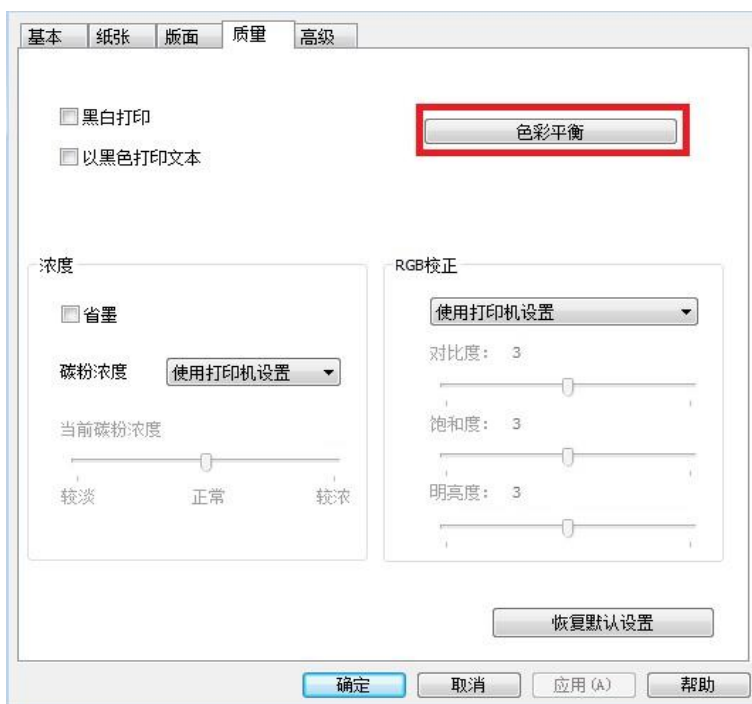 基本 纸张 版面 质量 高级
黑白打印
色彩平衡
以黑色打印文本
浓度
省墨
碳粉浓度 使用打印机设置
当前碳粉浓度
较淡 正常 较浓
RGB校正
使用打印机设置
对比度: 3
饱和度: 3
明亮度: 3
恢复默认设置
确定 取消 应用(A) 帮助